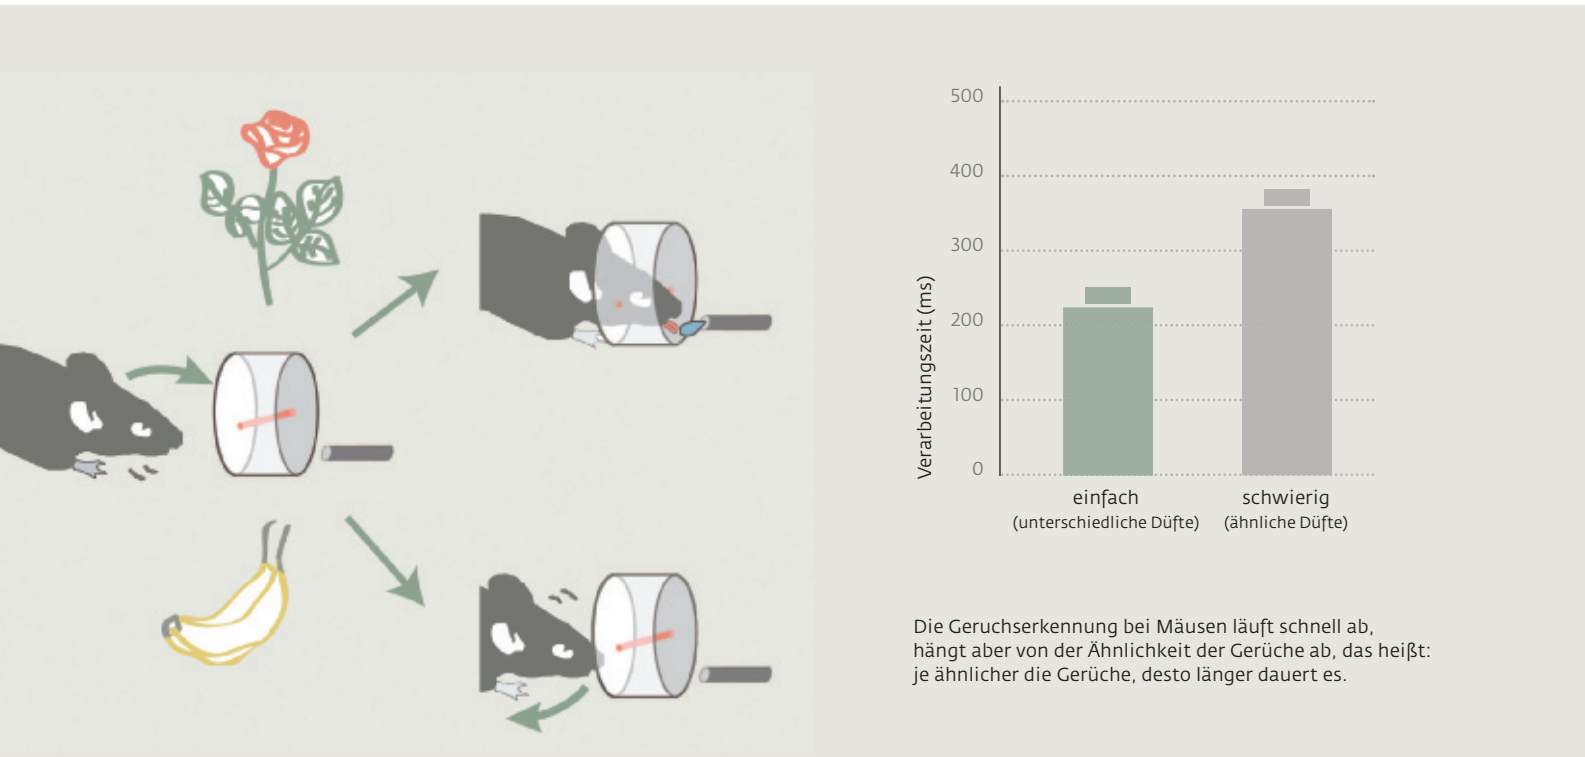 500
400
300
200
100
0
Verarbeitungszeit (ms)
einfach
(unterschiedliche Düfte)
schwierig
(ähnliche Düfte)
Die Geruchserkennung bei Mäusen läuft schnell ab,
hängt aber von der Ähnlichkeit der Gerüche ab, das heißt:
je ähnlicher die Gerüche, desto länger dauert es.